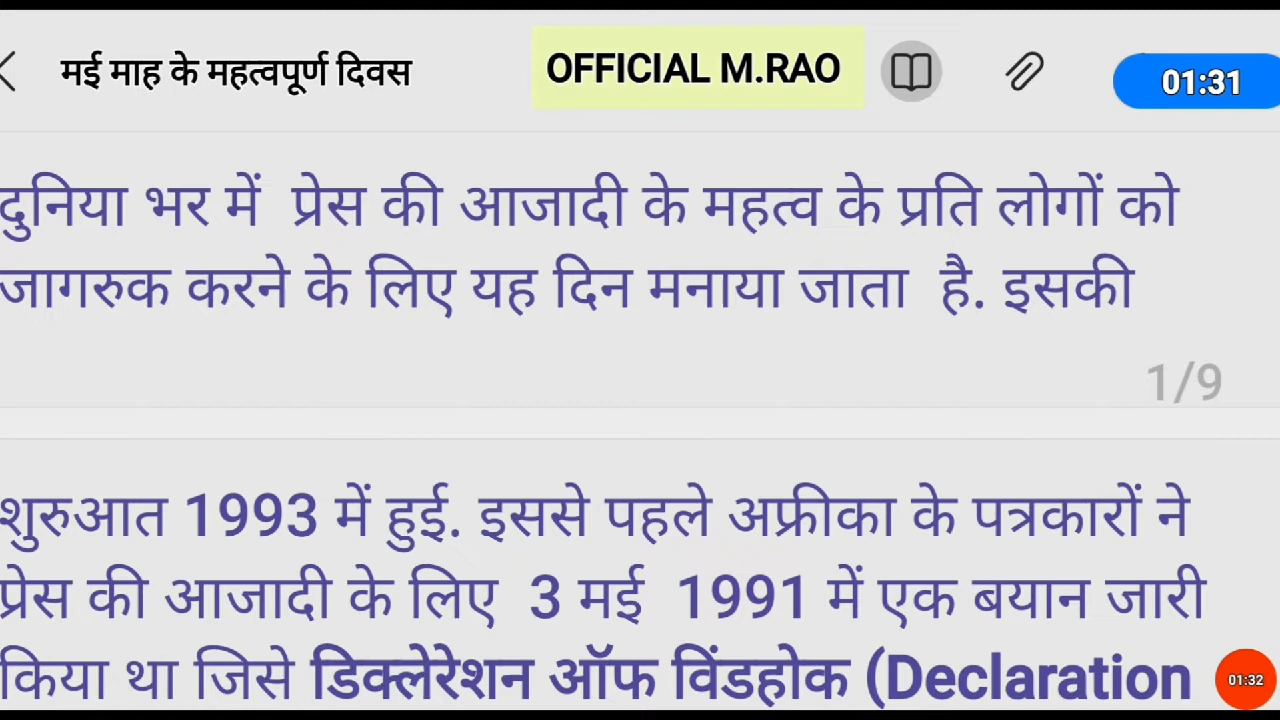 मई माह के महत्वपूर्ण दिवस OFFICIAL M.RAO 01:31
दुनिया भर में प्रेस की आजादी के महत्व के प्रति लोगों को
जागरुक करने के लिए यह दिन मनाया जाता है. इसकी
1/9
शुरुआत 1993 में हुई. इससे पहले अफ्रीका के पत्रकारों ने
प्रेस की आजादी के लिए 3 मई 1991 में एक बयान जारी
किया था जिसे डिक्लेरेशन ऑफ विंडहोक (Declaration
01:32